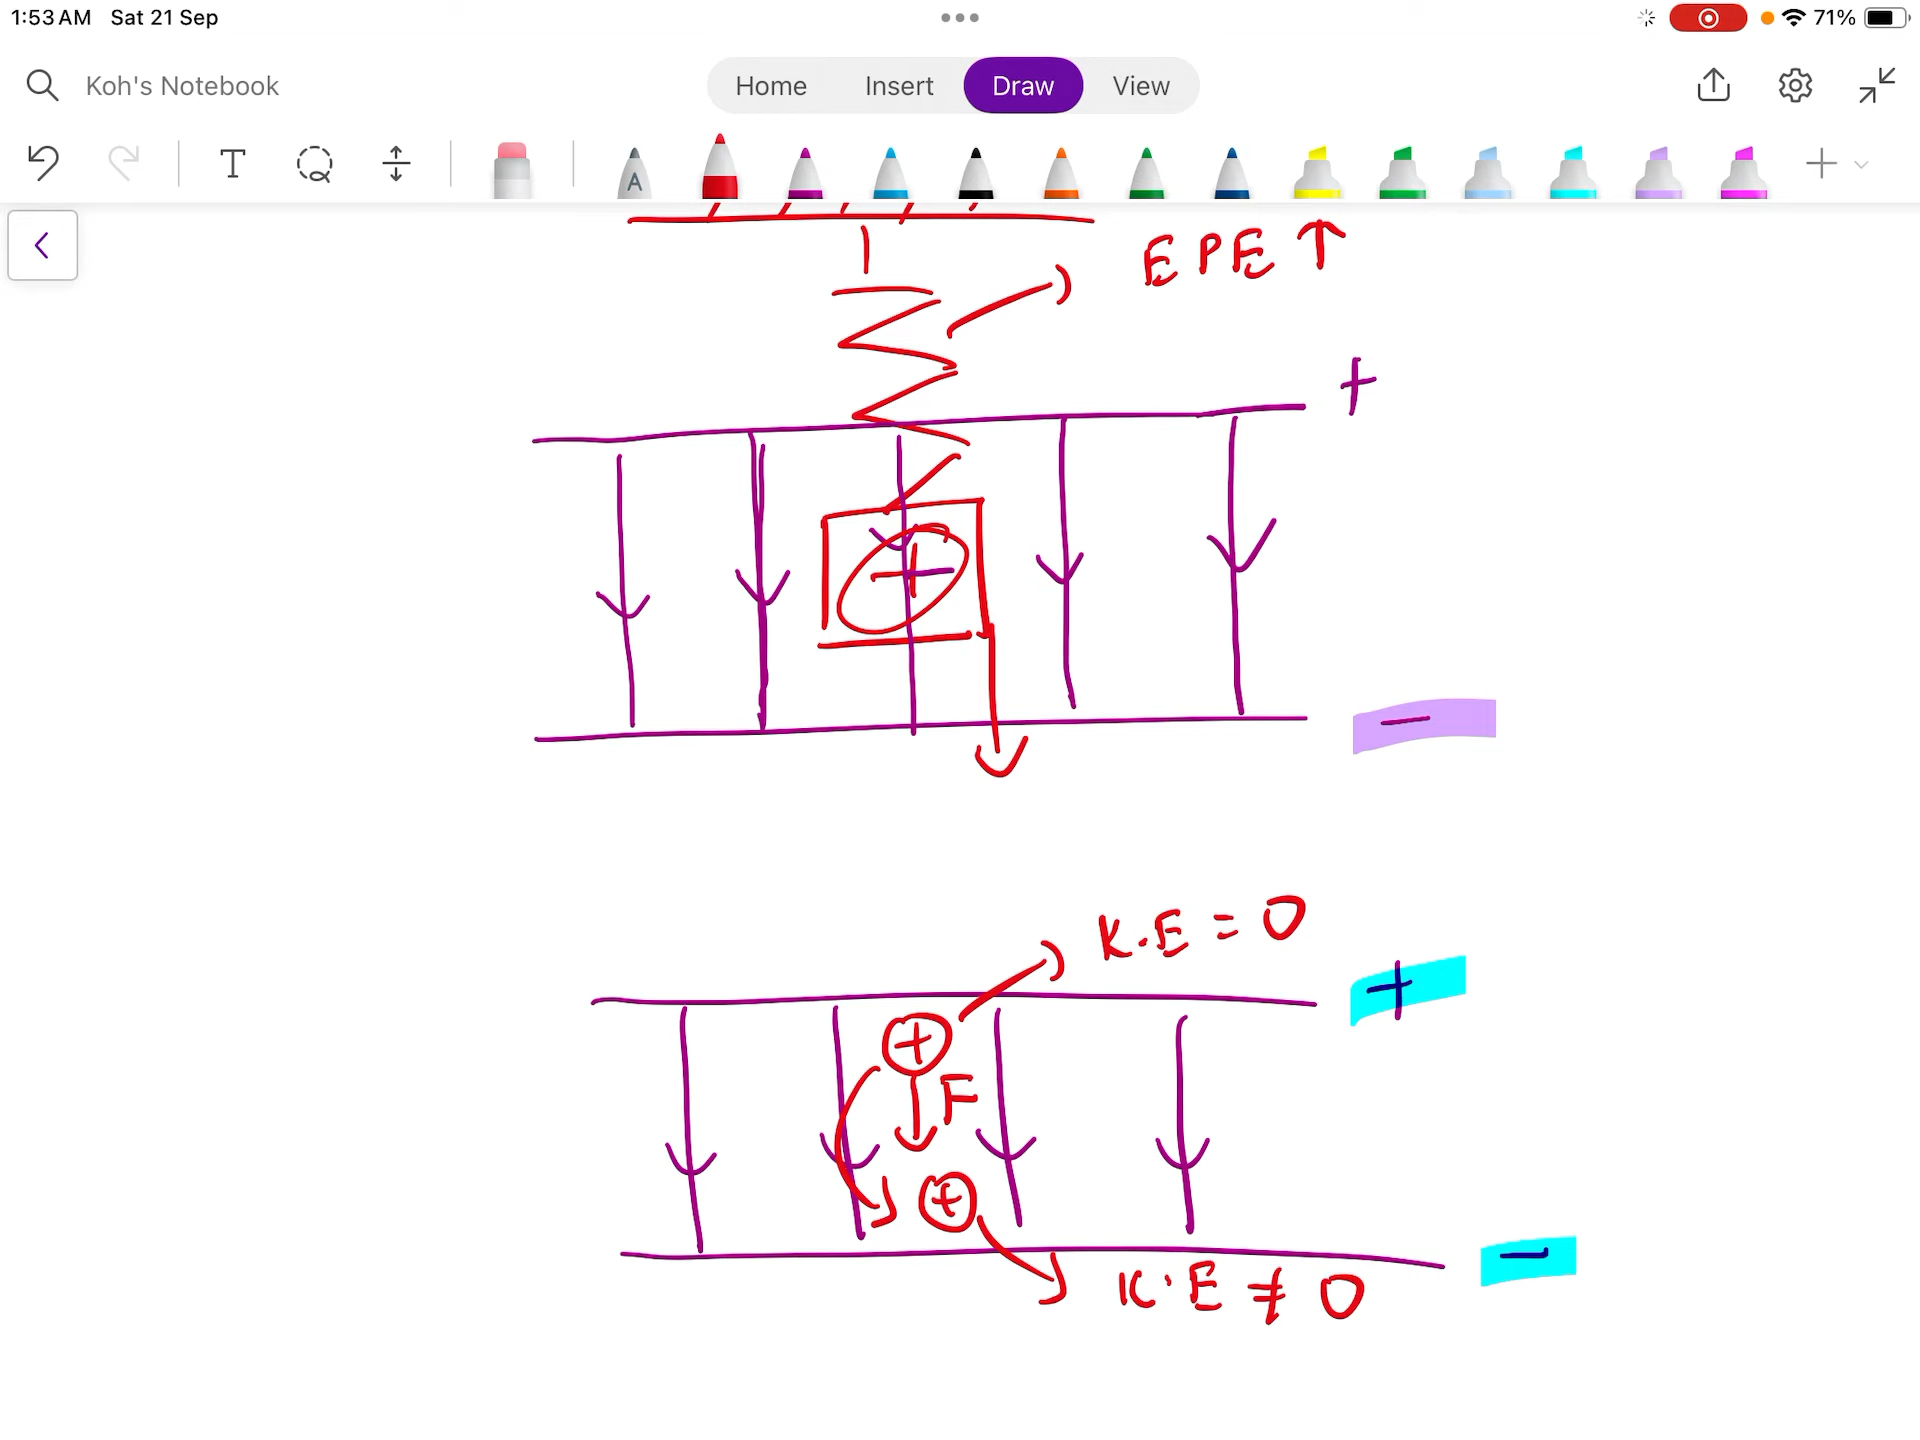 1:53 AM Sat 21 Sep
71%
Koh's Notebook
Home Insert Draw View
T
A
EPE ↑
+
+
−
K.E = 0
+
+
F
+
−
K.E ≠ 0